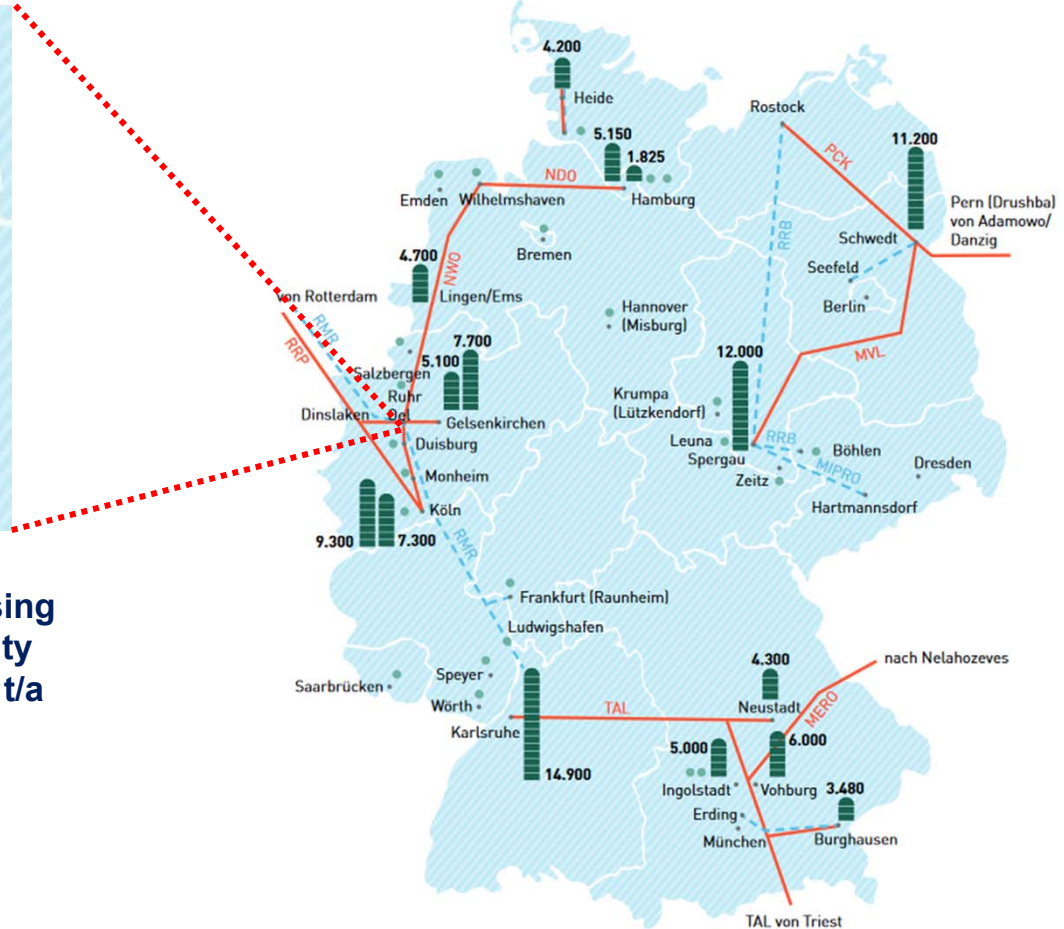 4.200
Heide
Rostock
5.150
1.825
11.200
PCK
NDO
Emden
Wilhelmshaven
Hamburg
Pern (Drushba)
von Adamowo/
Danzig
RRB
Schwedt
Bremen
Seefeld
4.700
NWO
Berlin
von Rotterdam
Lingen/Ems
Hannover
(Misburg)
RMR
RRP
7.700
MVL
5.100
12.000
Salzbergen
Ruhr
Oel
Krumpa
(Lützkendorf)
Dinslaken
Gelsenkirchen
Duisburg
Leuna
Spergau
RRB
Böhlen
MIPRO
Dresden
Monheim
Zeitz
Hartmannsdorf
Köln
9.300
7.300
RMR
sing
ty
t/a
Frankfurt (Raunheim)
Ludwigshafen
4.300
nach Nelahozeves
Speyer
Saarbrücken
Wörth
TAL
Neustadt
MERO
Karlsruhe
5.000
6.000
14.900
Ingolstadt
Vohburg
3.480
Erding
München
Burghausen
TAL von Triest